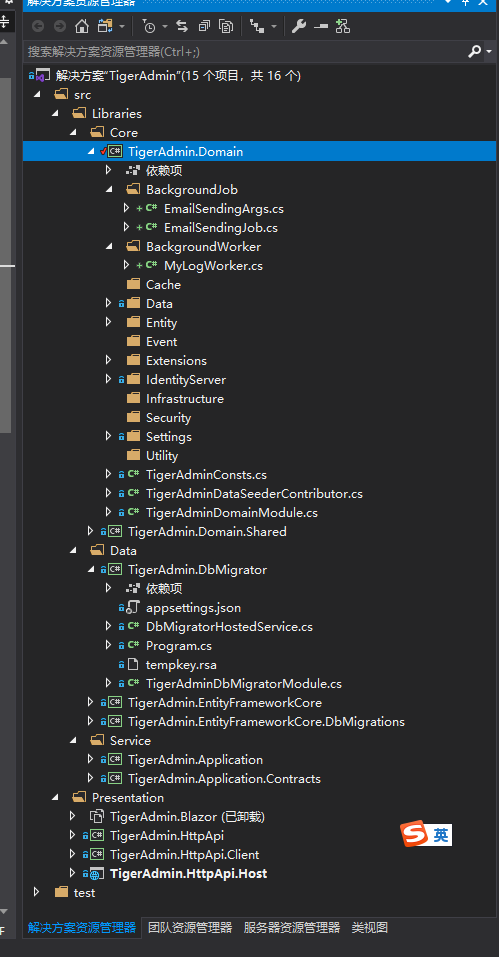 解决方案资源管理器
搜索解决方案资源管理器(Ctrl+;)
解决方案"TigerAdmin"(15 个项目，共 16 个)
src
Libraries
Core
TigerAdmin.Domain
依赖项
BackgroundJob
EmailSendingArgs.cs
EmailSendingJob.cs
BackgroundWorker
MyLogWorker.cs
Cache
Data
Entity
Event
Extensions
IdentityServer
Infrastructure
Security
Settings
Utility
TigerAdminConsts.cs
TigerAdminDataSeederContributor.cs
TigerAdminDomainModule.cs
TigerAdmin.Domain.Shared
Data
TigerAdmin.DbMigrator
依赖项
appsettings.json
DbMigratorHostedService.cs
Program.cs
tempkey.rsa
TigerAdminDbMigratorModule.cs
TigerAdmin.EntityFrameworkCore
TigerAdmin.EntityFrameworkCore.DbMigrations
Service
TigerAdmin.Application
TigerAdmin.Application.Contracts
Presentation
TigerAdmin.Blazor (已卸载)
TigerAdmin.HttpApi
英
TigerAdmin.HttpApi.Client
TigerAdmin.HttpApi.Host
test
解决方案资源管理器 团队资源管理器 服务器资源管理器 类视图